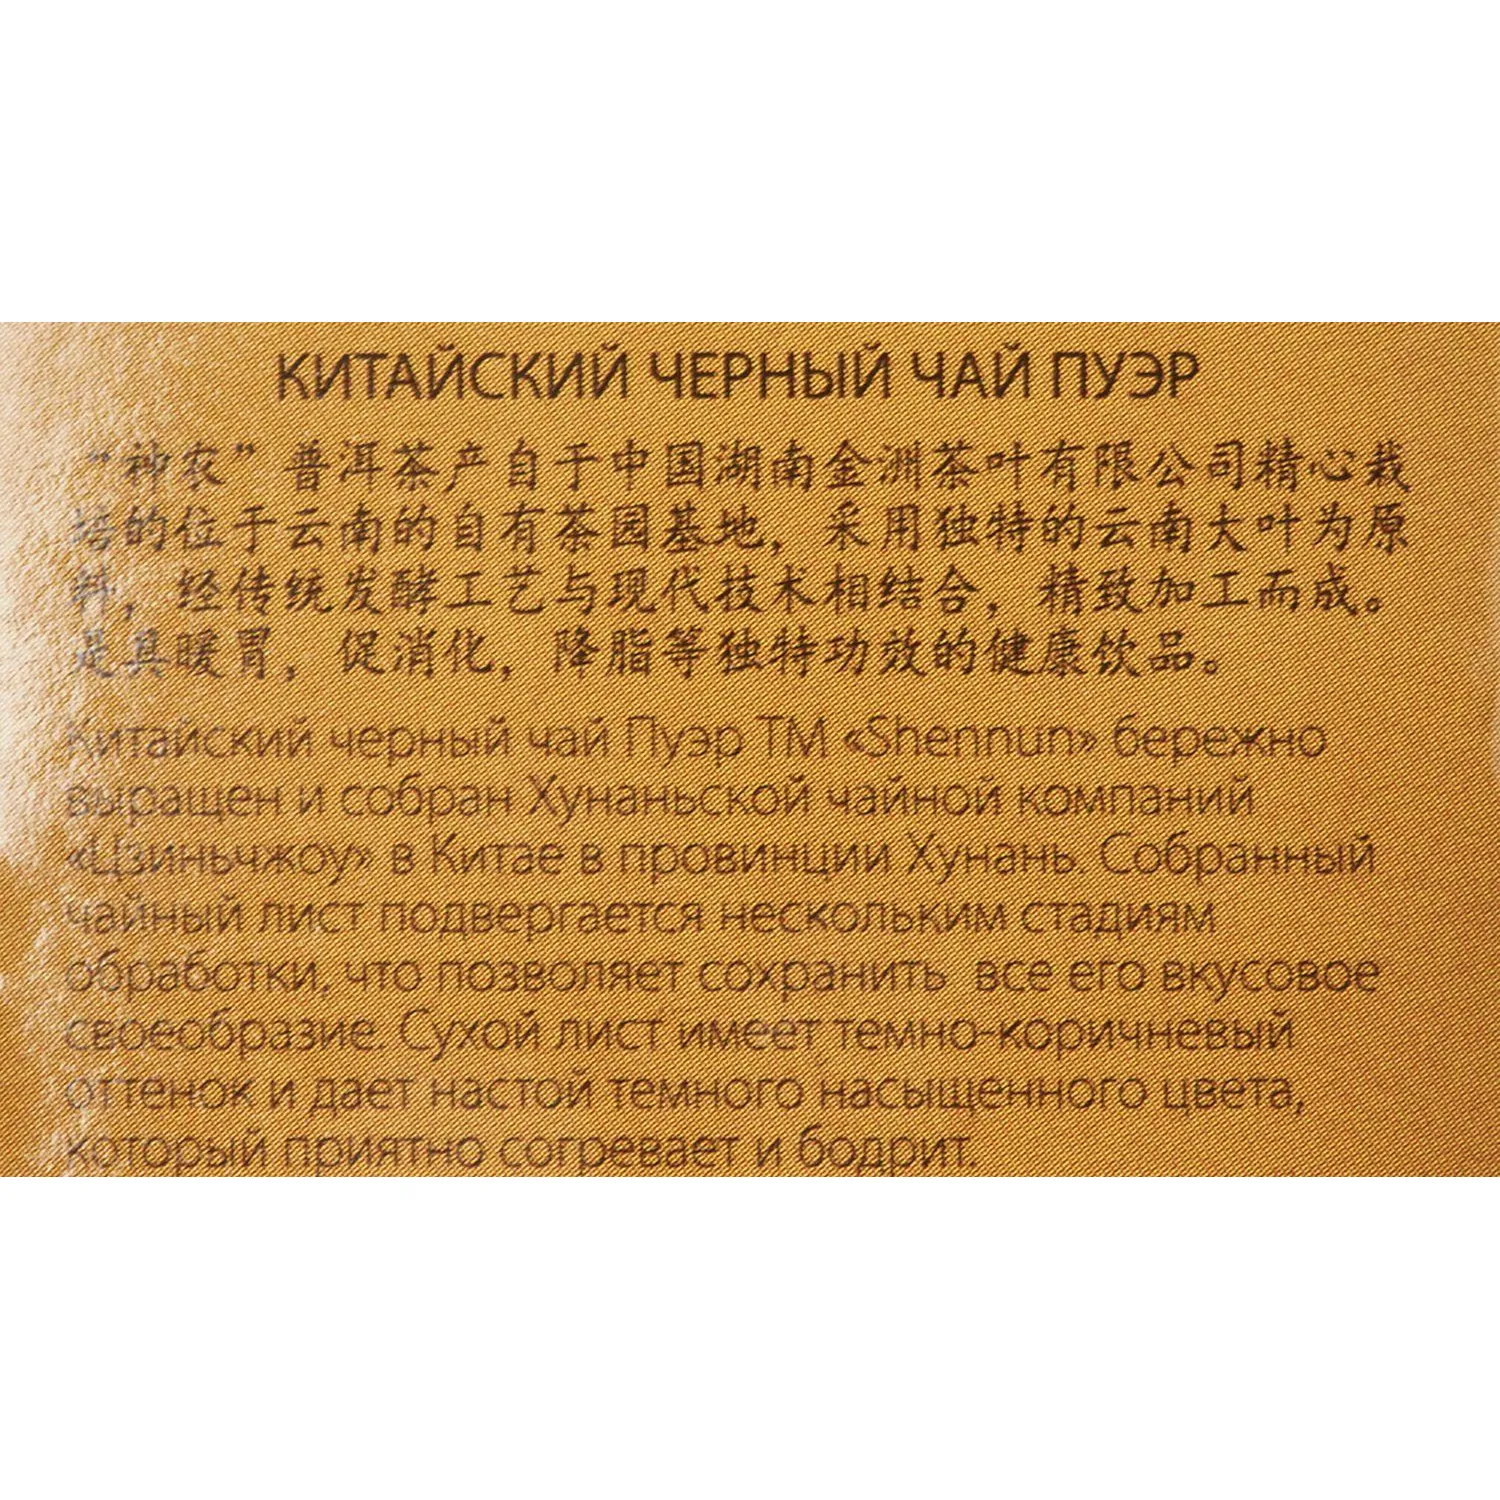 КИТАЙСКИЙ ЧЕРНЫЙ ЧАЙ ПУЭР
“神农”普洱茶产自于中国湖南金洲茶叶有限公司精心栽
培的位于云南的自有茶园基地，采用独特的云南大叶为原
料，经传统发酵工艺与现代技术相结合，精致加工而成。
是具暖胃，促消化，降脂等独特功效的健康饮品。
Китайский черный чай Пуэр ТМ «Shennun» бережно
выращен и собран Хунаньской чайной компаний
«Цзиньчжоу» в Китае в провинции Хунань. Собранный
чайный лист подвергается нескольким стадиям
обработки, что позволяет сохранить все его вкусовое
своеобразие. Сухой лист имеет темно-коричневый
оттенок и дает настой темного насыщенного цвета,
который приятно согревает и бодрит.